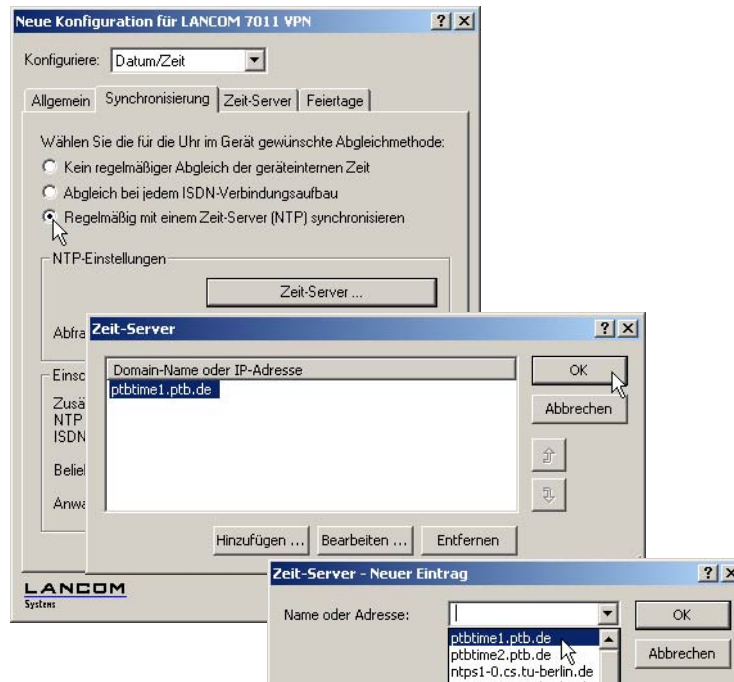 Neue Konfiguration für LANCOM 7011 VPN
Konfiguriere: Datum/Zeit
Allgemein Synchronisierung Zeit-Server Feiertage
Wählen Sie die für die Uhr im Gerät gewünschte Abgleichmethode:
Kein regelmäßiger Abgleich der geräteinternen Zeit
Abgleich bei jedem ISDN-Verbindungsaufbau
Regelmäßig mit einem Zeit-Server (NTP) synchronisieren
NTP-Einstellungen
Zeit-Server ...
Abfra
Einsc
Zusä
NTP
ISDN
Belie
Anwa
LANCOM
Systems
Zeit-Server
Domain-Name oder IP-Adresse
ptbtime1.ptb.de
OK
Abbrechen
Hinzufügen ... Bearbeiten ... Entfernen
Zeit-Server - Neuer Eintrag
Name oder Adresse:
ptbtime1.ptb.de
ptbtime2.ptb.de
ntps1-0.cs.tu-berlin.de
OK
Abbrechen